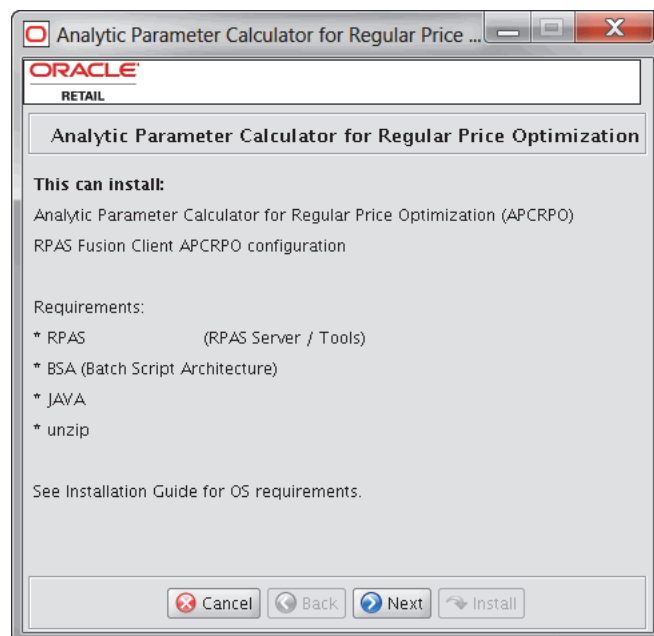 Analytic Parameter Calculator for Regular Price ...
ORACLE
RETAIL
Analytic Parameter Calculator for Regular Price Optimization
This can install:
Analytic Parameter Calculator for Regular Price Optimization (APCRPO)
RPAS Fusion Client APCRPO configuration
Requirements:
* RPAS (RPAS Server / Tools)
* BSA (Batch Script Architecture)
* JAVA
* unzip
See Installation Guide for OS requirements.
Cancel Back Next Install